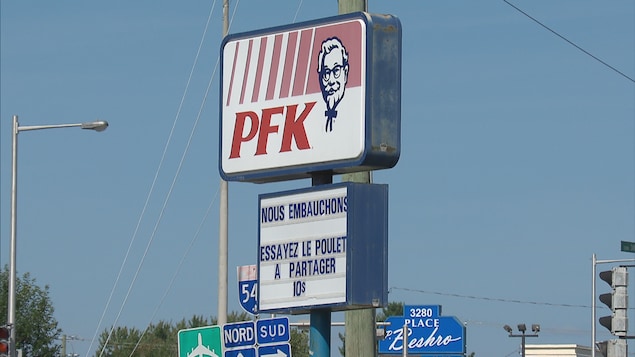 PFK
NOUS EMBAUCHONS
ESSAYEZ LE POULET
A PARTAGER
10$
54
NORD SUD
3280
PLACE
Beshro